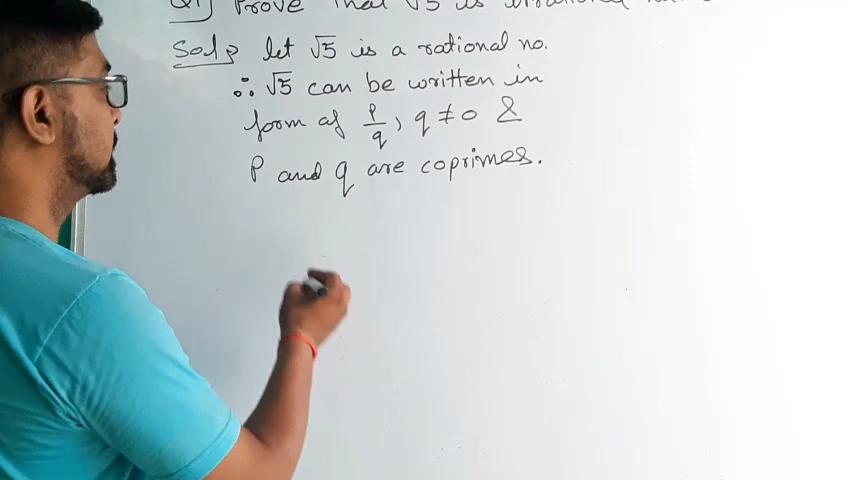 Q1) Prove that √5 is irrational
Sol? let √5 is a rational no.
∴ √5 can be written in
form of p/q, q ≠ 0 &
P and q are coprimes.